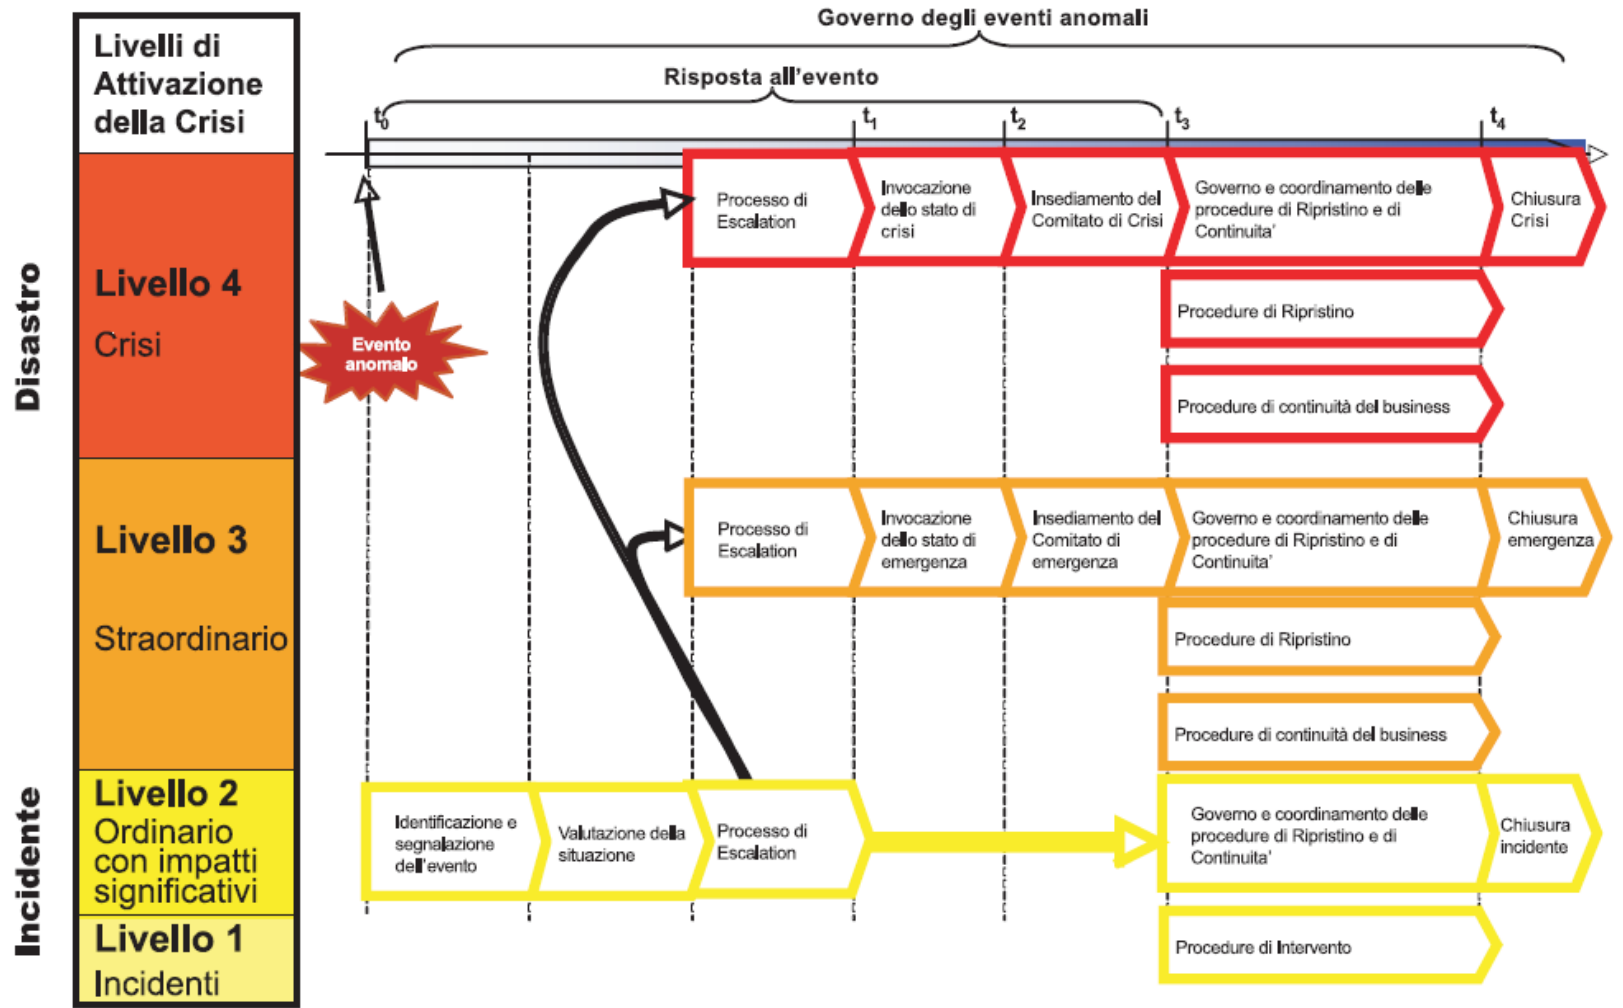 Governo degli eventi anomali
Risposta all'evento
Livelli di
Attivazione
della Crisi
t0
t1
t2
t3
t4
Disastro
Livello 4
Crisi
Evento
anomalo
Processo di
Escalation
Invocazione
dello stato di
crisi
Insediamento del
Comitato di Crisi
Governo e coordinamento delle
procedure di Ripristino e di
Continuita'
Chiusura
Crisi
Procedure di Ripristino
Procedure di continuità del business
Livello 3
Straordinario
Processo di
Escalation
Invocazione
dello stato di
emergenza
Insediamento del
Comitato di
emergenza
Governo e coordinamento delle
procedure di Ripristino e di
Continuita'
Chiusura
emergenza
Procedure di Ripristino
Procedure di continuità del business
Incidente
Livello 2
Ordinario
con impatti
significativi
Identificazione e
segnalazione
dell'evento
Valutazione della
situazione
Processo di
Escalation
Governo e coordinamento delle
procedure di Ripristino e di
Continuita'
Chiusura
incidente
Livello 1
Incidenti
Procedure di Intervento